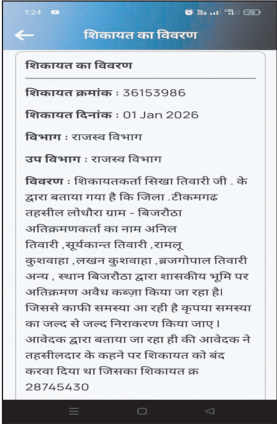 1:24
शिकायत का विवरण
शिकायत का विवरण
शिकायत क्रमांक : 36153986
शिकायत दिनांक : 01 Jan 2026
विभाग : राजस्व विभाग
उप विभाग : राजस्व विभाग
विवरण : शिकायतकर्ता सिखा तिवारी जी . के
द्वारा बताया गया है कि जिला .टीकमगढ
तहसील लोधौरा ग्राम - बिजरौठा
अतिक्रमणकर्ता का नाम अनिल
तिवारी ,सूर्यकान्त तिवारी ,रामलू
कुशवाहा ,लखन कुशवाहा ,ब्रजगोपाल तिवारी
अन्य , स्थान बिजरौठा द्वारा शासकीय भूमि पर
अतिक्रमण अवैध कब्ज़ा किया जा रहा है।
जिससे काफी समस्या आ रही है कृपया समस्या
का जल्द से जल्द निराकरण किया जाए ।
आवेदक द्वारा बताया जा रहा ही की आवेदक ने
तहसीलदार के कहने पर शिकायत को बंद
करवा दिया था जिसका शिकायत क्र
28745430